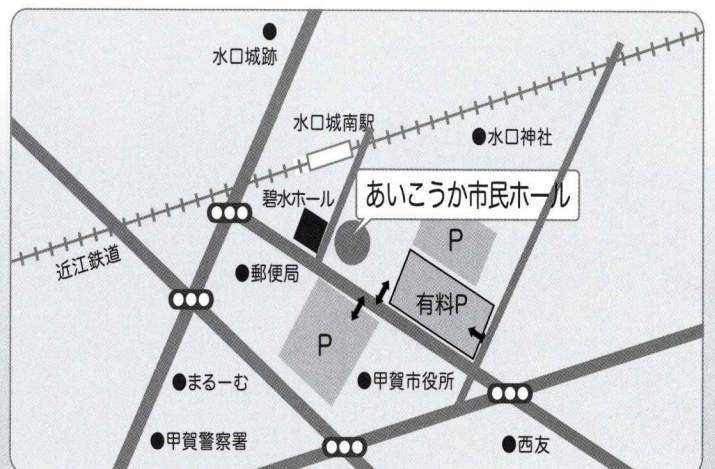 水口城跡
水口城南駅
水口神社
碧水ホール
あいこうか市民ホール
P
近江鉄道
郵便局
有料P
P
まるーむ
甲賀市役所
甲賀警察署
西友